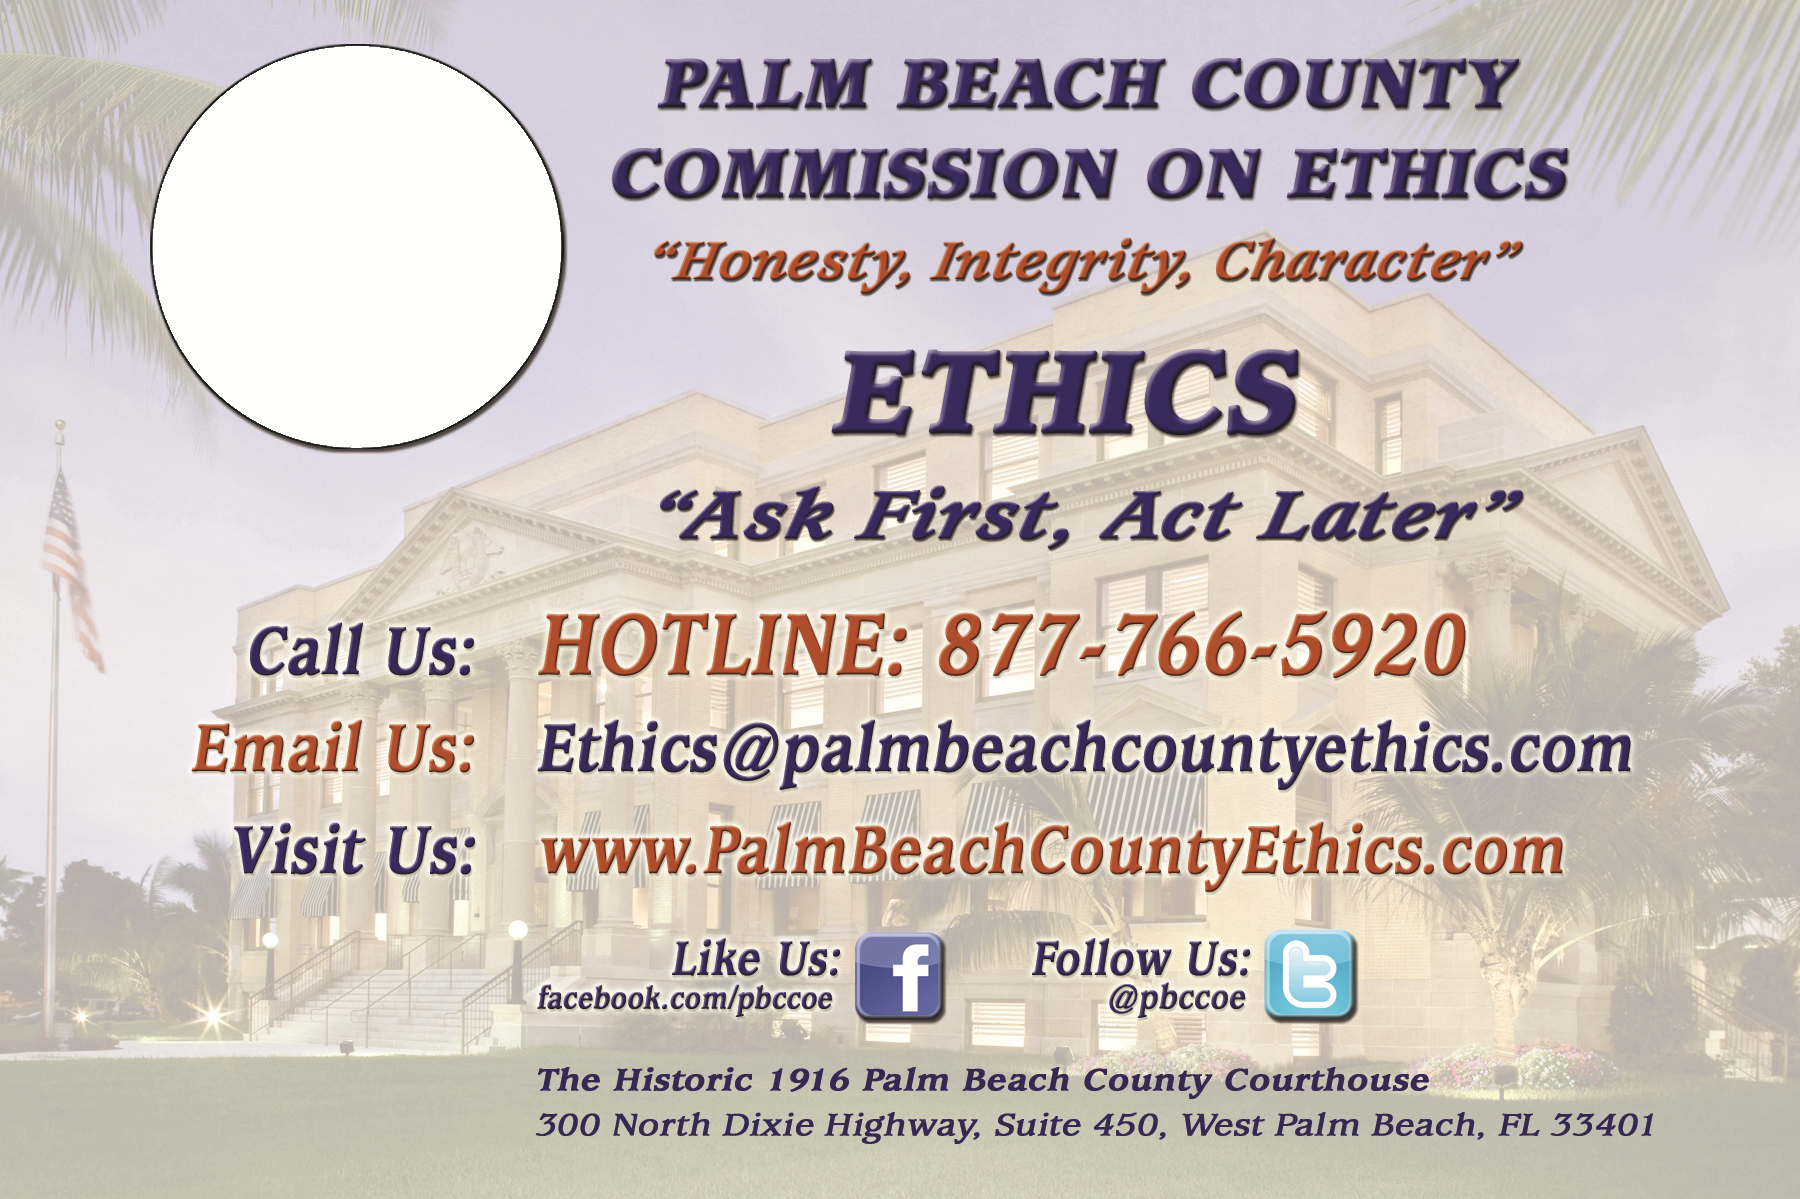 PALM BEACH COUNTY
COMMISSION ON ETHICS
“Honesty, Integrity, Character”
ETHICS
“Ask First, Act Later”
Call Us: HOTLINE: 877-766-5920
Email Us: Ethics@palmbeachcountyethics.com
Visit Us: www.PalmBeachCountyEthics.com
Like Us: f Follow Us: t
facebook.com/pbccoe @pbccoe
The Historic 1916 Palm Beach County Courthouse
300 North Dixie Highway, Suite 450, West Palm Beach, FL 33401